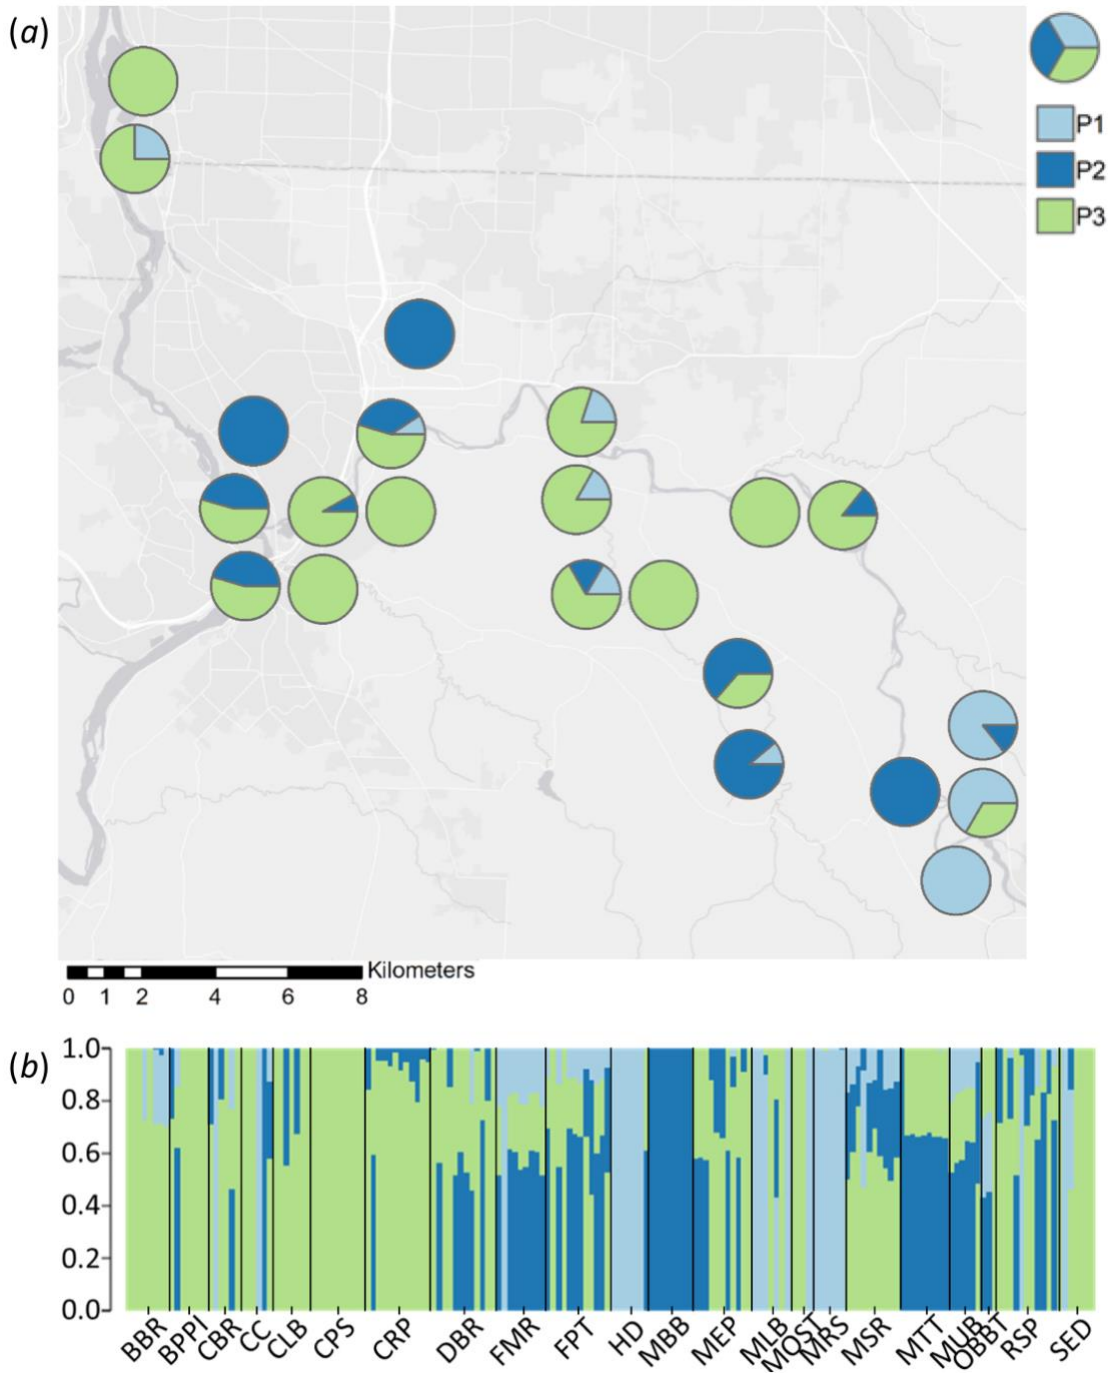 (a)
P1
P2
P3
Kilometers
0 1 2 4 6 8
(b)
1.0
0.8
0.6
0.4
0.2
0.0
BBR BPPI CBR CC CLB CPS CRP DBR FMR FPT HD MBB MEP MLB MOST MRS MSR MTT MUB OBBT RSP SED